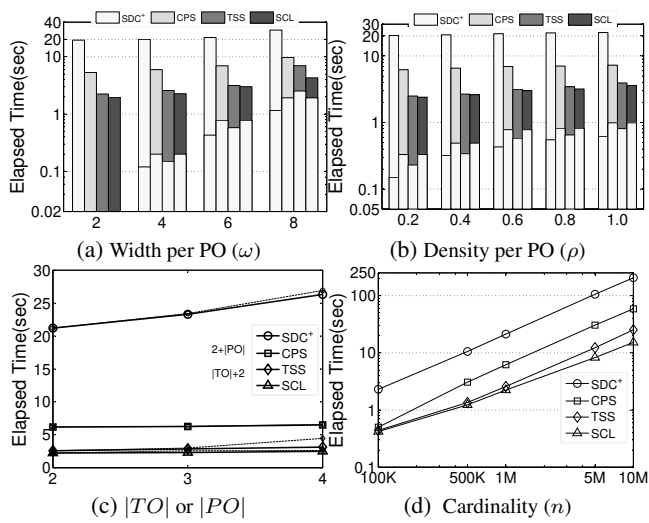 SDC⁺ CPS TSS SCL
Elapsed Time(sec)
40
20
10
1
0.1
0.02
2 4 6 8
(a) Width per PO (ω)
SDC⁺ CPS TSS SCL
Elapsed Time(sec)
40
20
10
1
0.1
0.05
0.2 0.4 0.6 0.8 1.0
(b) Density per PO (ρ)
Elapsed Time(sec)
30
25
20
15
10
5
0
2 3 4
2+|PO|
|TO|+2
SDC⁺
CPS
TSS
SCL
(c) |TO| or |PO|
Elapsed Time(sec)
250
100
10
1
0,1
100K 500K 1M 5M 10M
SDC⁺
CPS
TSS
SCL
(d) Cardinality (n)